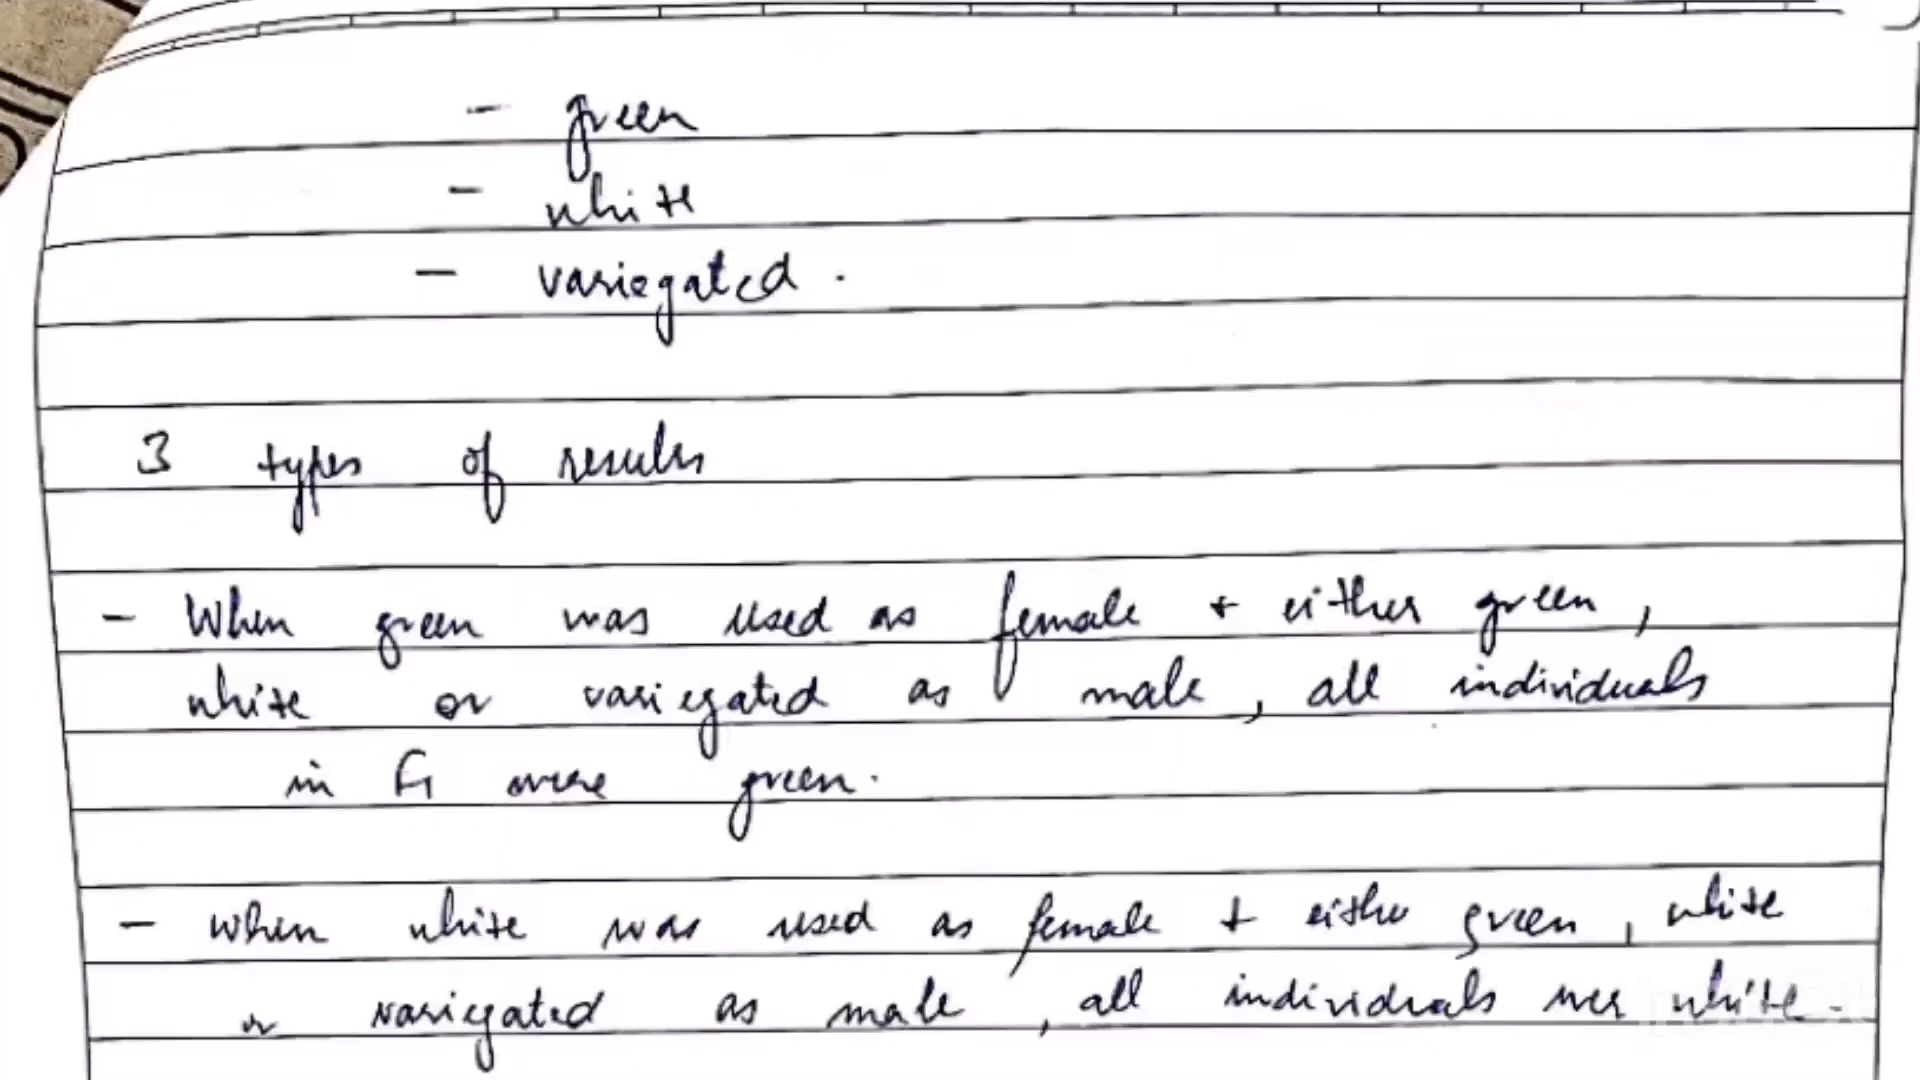 - green
- white
- variegated.
3 types of results
- When green was used as female + either green,
white or variegated as male, all individuals
in F1 were green.
- When white was used as female + either green, white
or variegated as male, all individuals were white.